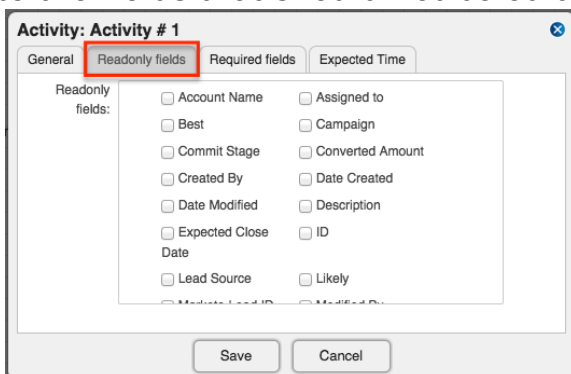 Activity: Activity # 1
General Readonly fields Required fields Expected Time
Readonly fields:
Account Name Assigned to
Best Campaign
Commit Stage Converted Amount
Created By Date Created
Date Modified Description
Expected Close Date ID
Lead Source Likely
Save Cancel